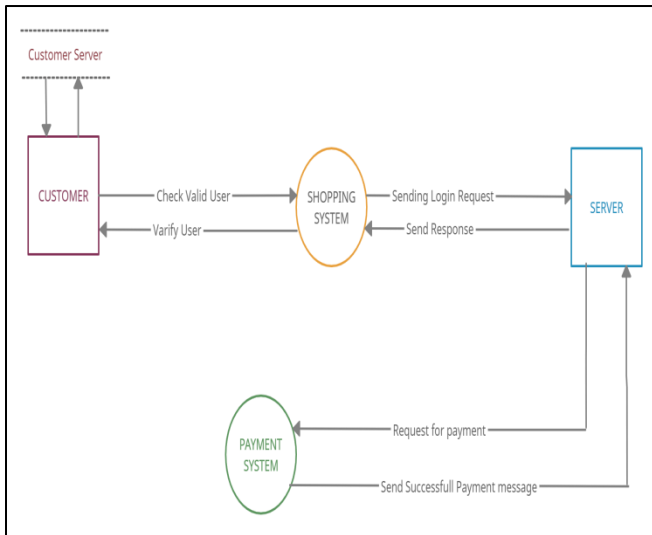 Customer Server
CUSTOMER
Check Valid User
Varify User
SHOPPING
SYSTEM
Sending Login Request
Send Response
SERVER
Request for payment
PAYMENT
SYSTEM
Send Successfull Payment message